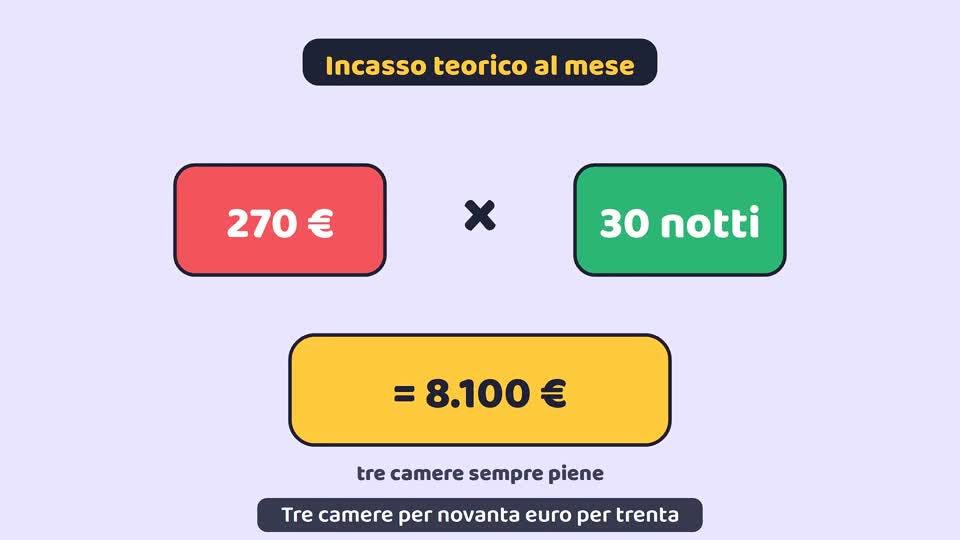 Incasso teorico al mese
270 €
×
30 notti
= 8.100 €
tre camere sempre piene
Tre camere per novanta euro per trenta